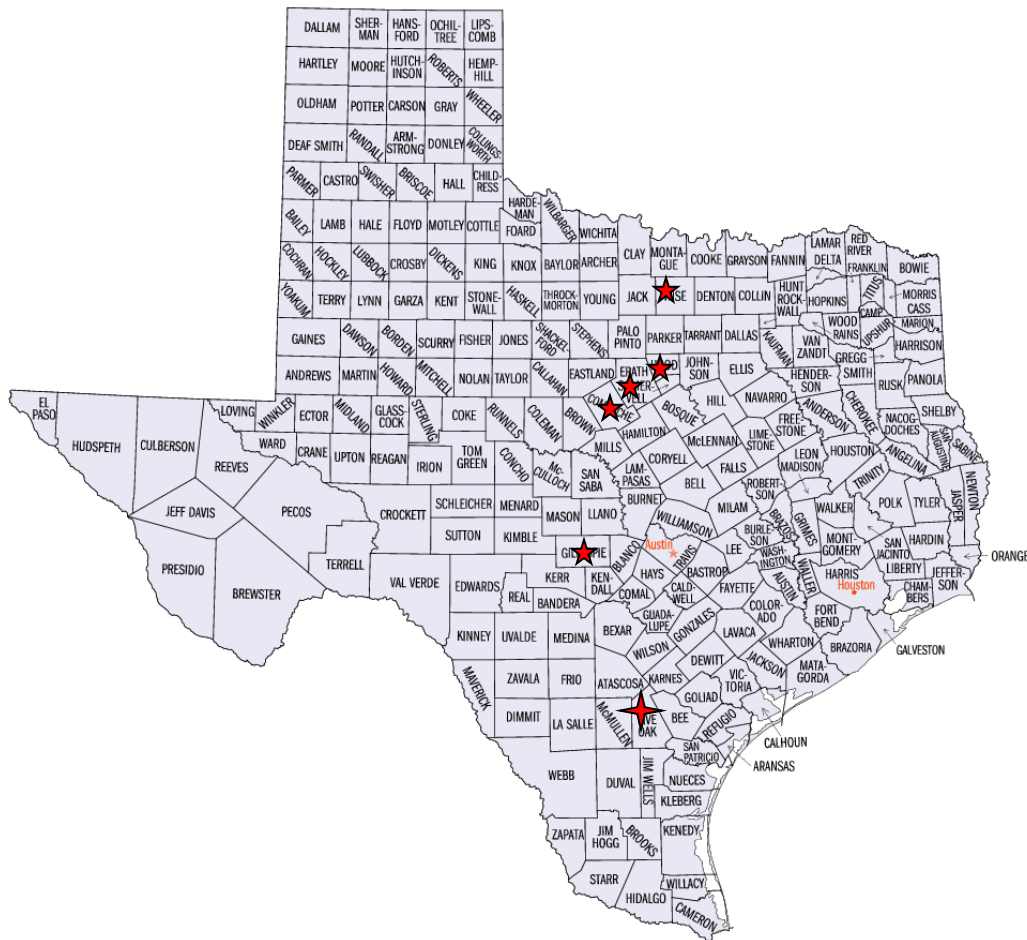 DALLAM
SHER-
MAN
HANS-
FORD
OCHIL-
TREE
LIPS-
COMB
HARTLEY
MOORE
HUTCH-
INSON
ROBERTS
HEMP-
HILL
OLDHAM
POTTER
CARSON
GRAY
WHEELER
DEAF SMITH
RANDALL
ARM-
STRONG
DONLEY
COLLINGS-
WORTH
PARMER
CASTRO
SWISHER
BRISCOE
HALL
CHILD-
RESS
HARDE-
MAN
BAILEY
LAMB
HALE
FLOYD
MOTLEY
COTTLE
FOARD
WILBARGER
WICHITA
COCHRAN
HOCKLEY
LUBBOCK
CROSBY
DICKENS
KING
KNOX
BAYLOR
ARCHER
CLAY
MONTA-
GUE
COOKE
GRAYSON
FANNIN
LAMAR
DELTA
RED
RIVER
FRANKLIN
TITUS
BOWIE
YOAKUM
TERRY
LYNN
GARZA
KENT
STONE-
WALL
HASKELL
THROCK-
MORTON
YOUNG
JACK
DENTON
COLLIN
HUNT
ROCK-
WALL
HOPKINS
CAMP
MORRIS
CASS
GAINES
DAWSON
BORDEN
SCURRY
FISHER
JONES
SHACKEL
FORD
STEPHENS
PALO
PINTO
PARKER
TARRANT
DALLAS
KAUFMAN
VAN
ZANDT
WOOD
RAINS
UPSHUR
MARION
HARRISON
GREGG
SMITH
ANDREWS
MARTIN
HOWARD
MITCHELL
NOLAN
TAYLOR
CALLAHAN
EASTLAND
ERATH
JOHN-
SON
ELLIS
HENDER-
SON
RUSK
PANOLA
EL
PASO
HUDSPETH
CULBERSON
LOVING
WINKLER
ECTOR
MIDLAND
GLASS-
COCK
STERLING
COKE
RUNNELS
COLEMAN
BROWN
BOSQUE
HILL
NAVARRO
ANDERSON
CHEROKEE
NACOG-
DOCHES
SHELBY
SAN
AUGUSTINE
SABINE
REEVES
WARD
CRANE
UPTON
REAGAN
IRION
TOM
GREEN
CONCHO
Mc-
CULLOCH
SAN
SABA
MILLS
HAMILTON
LAM-
PASAS
CORYELL
McLENNAN
LIME-
STONE
FREE-
STONE
LEON
MADISON
HOUSTON
ANGELINA
TRINITY
JEFF DAVIS
PECOS
CROCKETT
SCHLEICHER
MENARD
MASON
LLANO
BURNET
BELL
FALLS
ROBERT-
SON
MILAM
BRAZOS
GRIMES
WALKER
POLK
TYLER
JASPER
NEWTON
SUTTON
KIMBLE
WILLIAMSON
BURLE-
SON
MONT-
GOMERY
SAN
JACINTO
HARDIN
ORANGE
PRESIDIO
BREWSTER
TERRELL
VAL VERDE
EDWARDS
KERR
KEN-
DALL
BLANCO
Austin
TRAVIS
HAYS
LEE
WASH-
INGTON
WALLER
LIBERTY
JEFFER-
SON
REAL
BANDERA
COMAL
CALD-
WELL
BASTROP
FAYETTE
AUSTIN
HARRIS
Houston
CHAM
BERS
KINNEY
UVALDE
MEDINA
BEXAR
GUADA-
LUPE
GONZALES
COLOR-
ADO
FORT
BEND
BRAZORIA
GALVESTON
WILSON
LAVACA
WHARTON
MAVERICK
ZAVALA
FRIO
ATASCOSA
KARNES
DEWITT
JACKSON
MATA-
GORDA
VIC-
TORIA
GOLIAD
DIMMIT
LA SALLE
McMULLEN
OAK
BEE
REFUGIO
CALHOUN
SAN
PATRICIO
ARANSAS
WEBB
DUVAL
JIM WELLS
NUECES
KLEBERG
ZAPATA
JIM
HOGG
BROOKS
KENEDY
STARR
HIDALGO
WILLACY
CAMERON